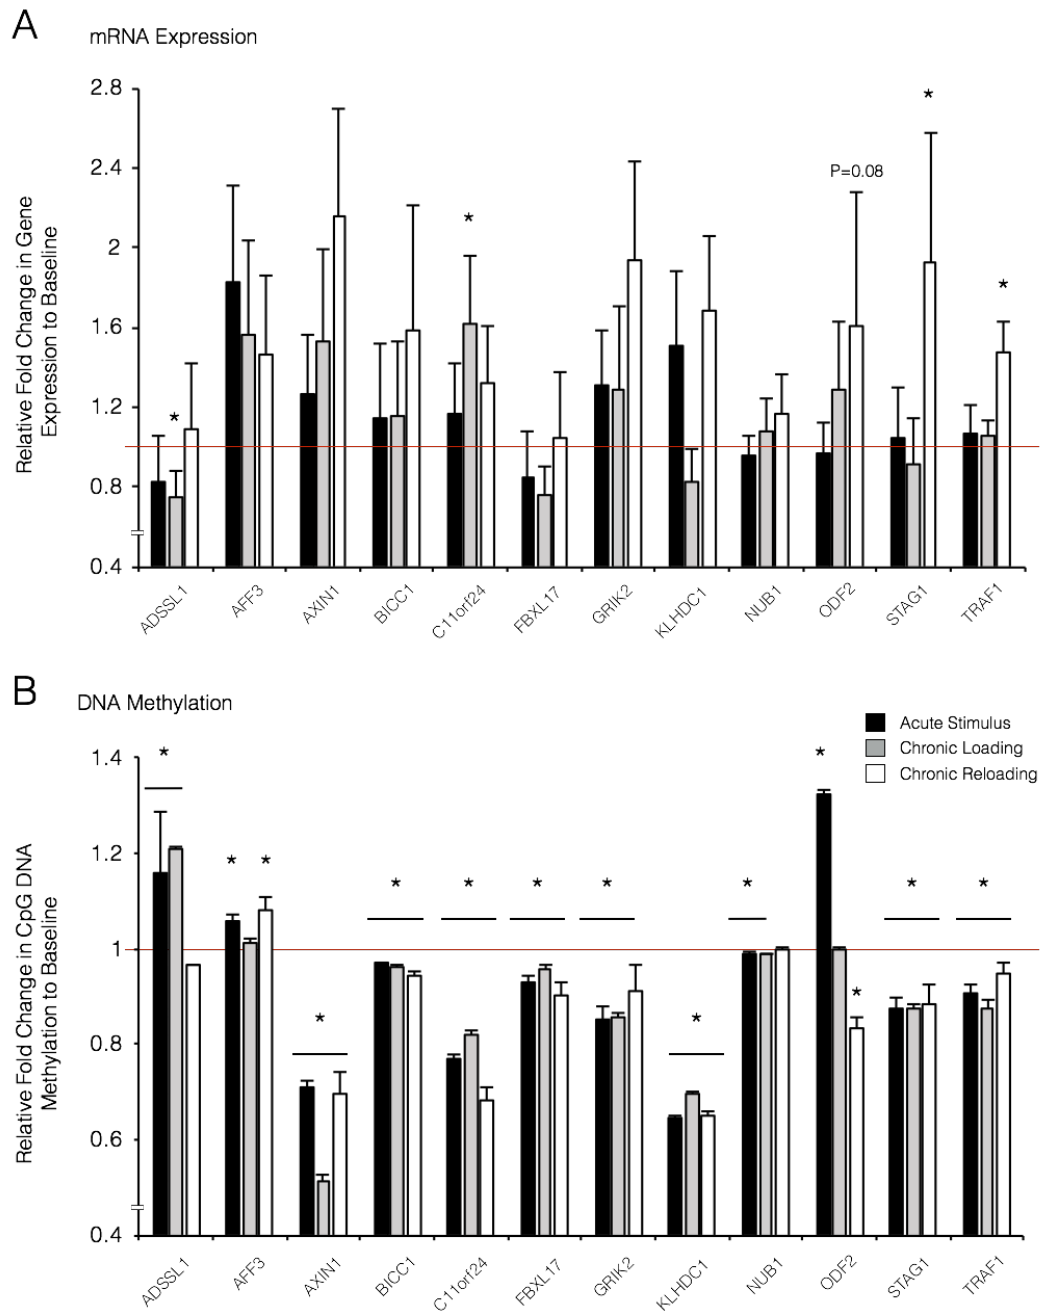 A
mRNA Expression
Relative Fold Change in Gene
Expression to Baseline
2.8
2.4
2
1.6
1.2
0.8
0.4
*
*
P=0.08
*
*
ADSSL1
AFF3
AXIN1
BICC1
C11orf24
FBXL17
GRIK2
KLHDC1
NUB1
ODF2
STAG1
TRAF1
B
DNA Methylation
Acute Stimulus
Chronic Loading
Chronic Reloading
Relative Fold Change in CpG DNA
Methylation to Baseline
1.4
1.2
1
0.8
0.6
0.4
*
*
*
*
*
*
*
*
*
*
*
*
*
*
ADSSL1
AFF3
AXIN1
BICC1
C11orf24
FBXL17
GRIK2
KLHDC1
NUB1
ODF2
STAG1
TRAF1